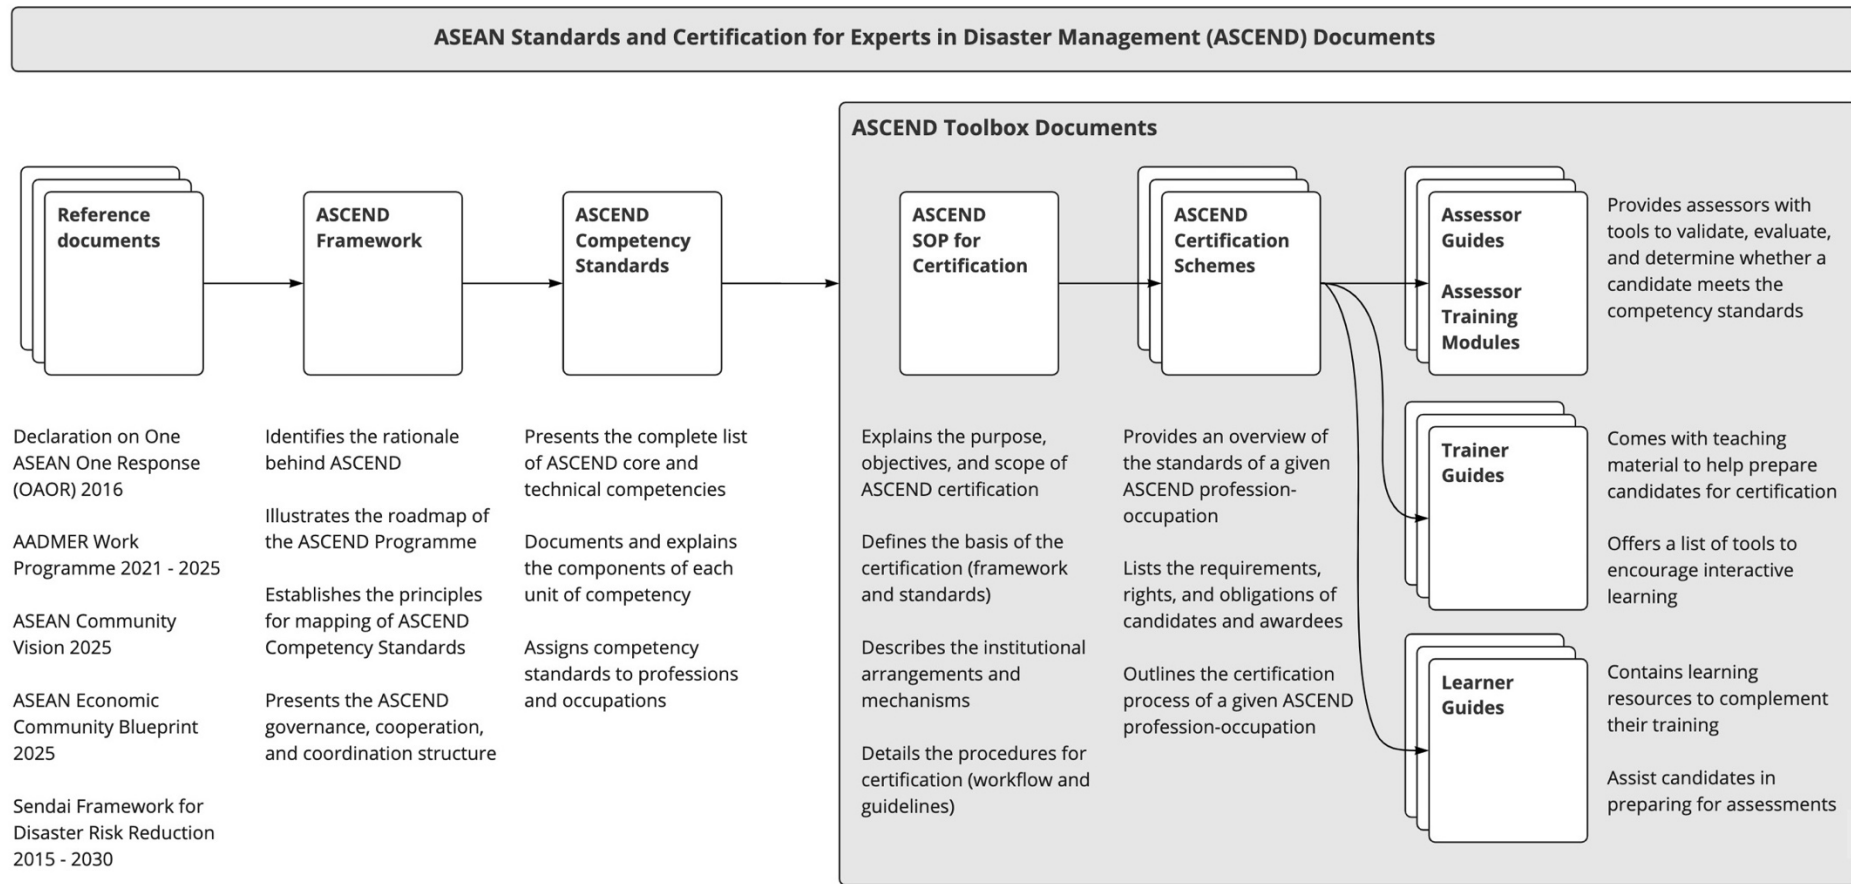 ASEAN Standards and Certification for Experts in Disaster Management (ASCEND) Documents
ASCEND Toolbox Documents
Reference
documents
ASCEND
Framework
ASCEND
Competency
Standards
ASCEND
SOP for
Certification
ASCEND
Certification
Schemes
Assessor
Guides
Assessor
Training
Modules
Provides assessors with
tools to validate, evaluate,
and determine whether a
candidate meets the
competency standards
Trainer
Guides
Comes with teaching
material to help prepare
candidates for certification
Offers a list of tools to
encourage interactive
learning
Learner
Guides
Contains learning
resources to complement
their training
Assist candidates in
preparing for assessments
Declaration on One
ASEAN One Response
(OAOR) 2016
AADMER Work
Programme 2021 - 2025
ASEAN Community
Vision 2025
ASEAN Economic
Community Blueprint
2025
Sendai Framework for
Disaster Risk Reduction
2015 - 2030
Identifies the rationale
behind ASCEND
Illustrates the roadmap of
the ASCEND Programme
Establishes the principles
for mapping of ASCEND
Competency Standards
Presents the ASCEND
governance, cooperation,
and coordination structure
Presents the complete list
of ASCEND core and
technical competencies
Documents and explains
the components of each
unit of competency
Assigns competency
standards to professions
and occupations
Explains the purpose,
objectives, and scope of
ASCEND certification
Defines the basis of the
certification (framework
and standards)
Describes the institutional
arrangements and
mechanisms
Details the procedures for
certification (workflow and
guidelines)
Provides an overview of
the standards of a given
ASCEND profession-
occupation
Lists the requirements,
rights, and obligations of
candidates and awardees
Outlines the certification
process of a given ASCEND
profession-occupation